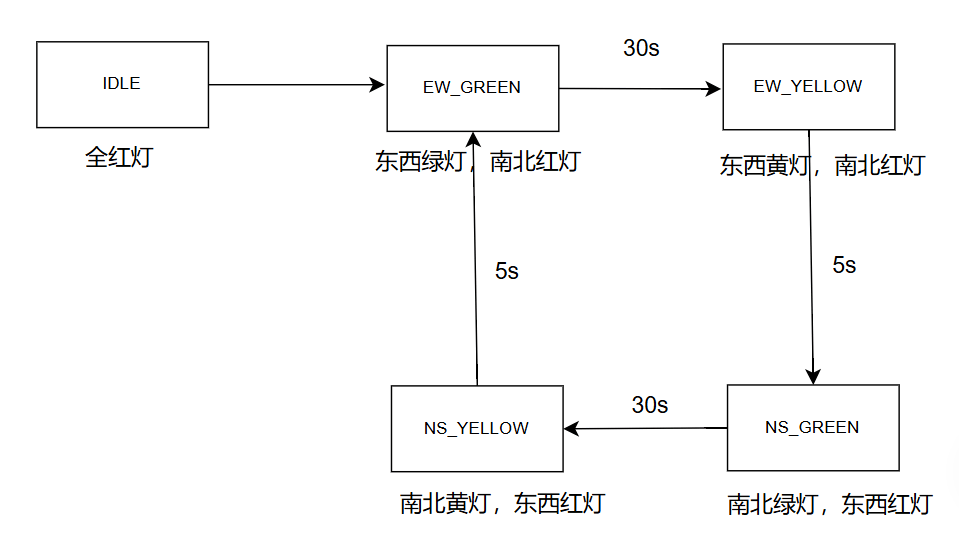 IDLE
EW_GREEN
30s
EW_YELLOW
全红灯
东西绿灯，南北红灯
东西黄灯，南北红灯
5s
5s
NS_YELLOW
30s
NS_GREEN
南北黄灯，东西红灯
南北绿灯，东西红灯